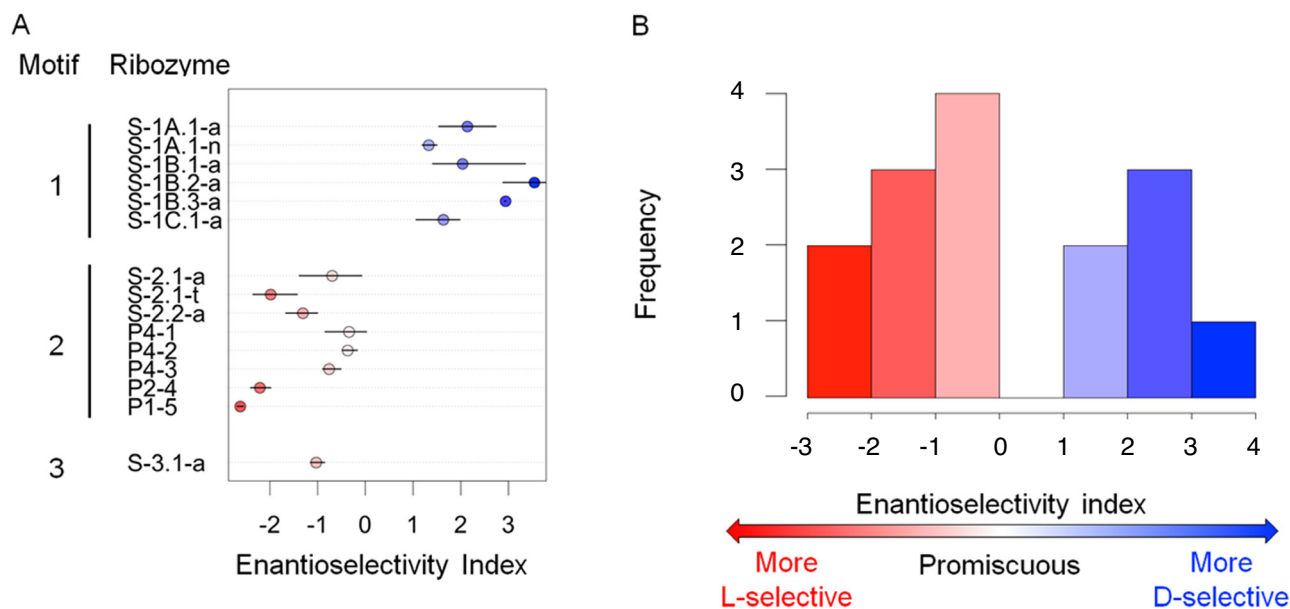 A
Motif Ribozyme
1
S-1A.1-a
S-1A.1-n
S-1B.1-a
S-1B.2-a
S-1B.3-a
S-1C.1-a
2
S-2.1-a
S-2.1-t
S-2.2-a
P4-1
P4-2
P4-3
P2-4
P1-5
3
S-3.1-a
-2 -1 0 1 2 3
Enantioselectivity Index
B
Frequency
4
3
2
1
0
-3 -2 -1 0 1 2 3 4
Enantioselectivity index
More Promiscuous More
L-selective D-selective